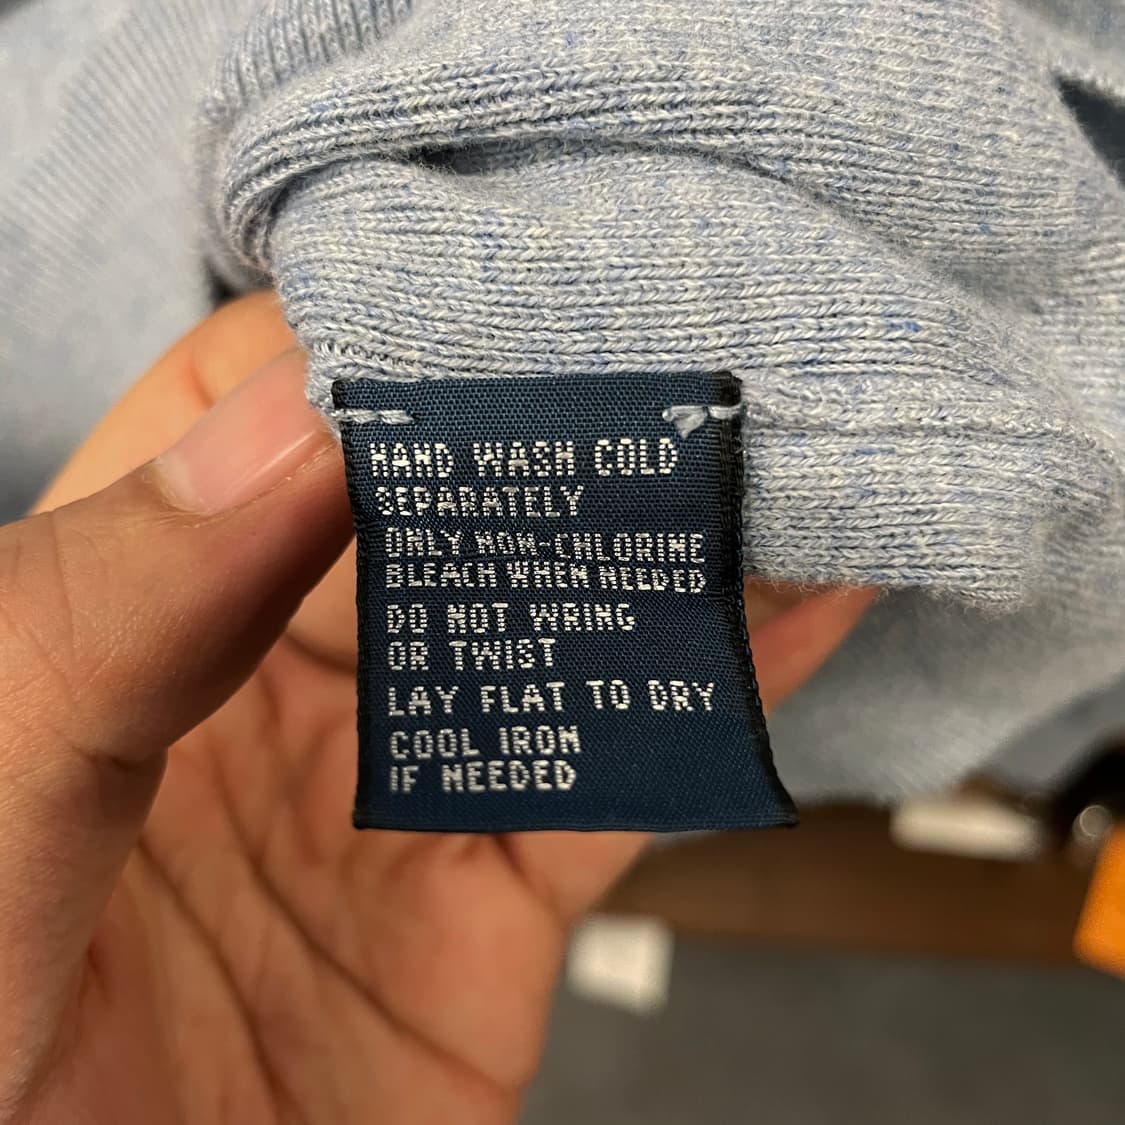 HAND WASH COLD
SEPARATELY
ONLY NON-CHLORINE
BLEACH WHEN NEEDED
DO NOT WRING
OR TWIST
LAY FLAT TO DRY
COOL IRON
IF NEEDED